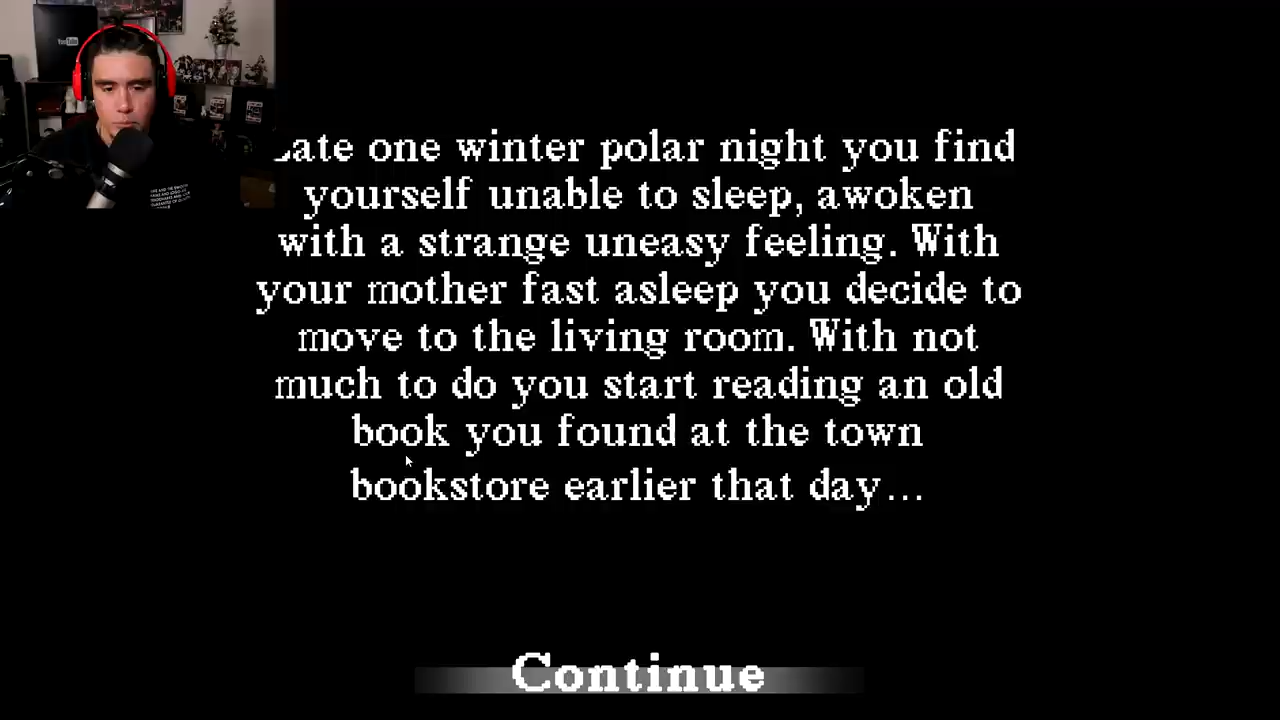 YouTube
ate one winter polar night you find
yourself unable to sleep, awoken
with a strange uneasy feeling. With
your mother fast asleep you decide to
move to the living room. With not
much to do you start reading an old
book you found at the town
bookstore earlier that day...
Continue